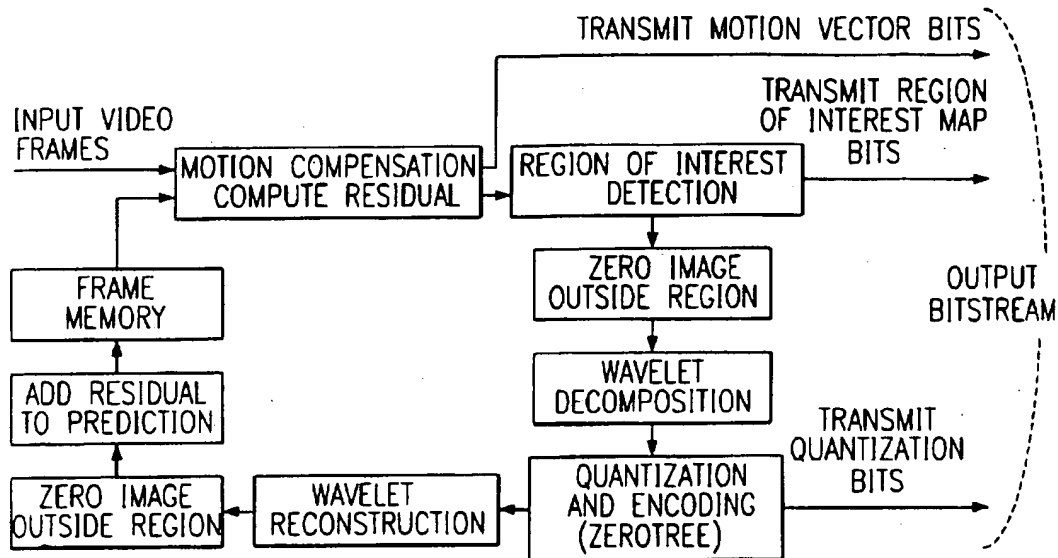 TRANSMIT MOTION VECTOR BITS
TRANSMIT REGION
OF INTEREST MAP
BITS
INPUT VIDEO
FRAMES
MOTION COMPENSATION
COMPUTE RESIDUAL
REGION OF INTEREST
DETECTION
FRAME
MEMORY
ZERO IMAGE
OUTSIDE REGION
OUTPUT
BITSTREAM
ADD RESIDUAL
TO PREDICTION
WAVELET
DECOMPOSITION
TRANSMIT
QUANTIZATION
BITS
ZERO IMAGE
OUTSIDE REGION
WAVELET
RECONSTRUCTION
QUANTIZATION
AND ENCODING
(ZEROTREE)